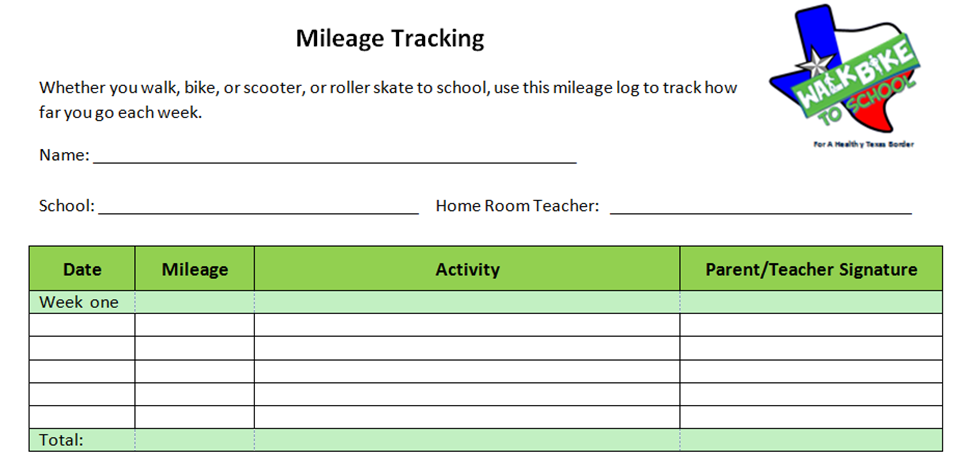 Mileage Tracking
WALK BIKE
TO SCHOOL
For A Healthy Texas Border
Whether you walk, bike, or scooter, or roller skate to school, use this mileage log to track how
far you go each week.
Name:
School: Home Room Teacher:
Date Mileage Activity Parent/Teacher Signature
Week one
Total: